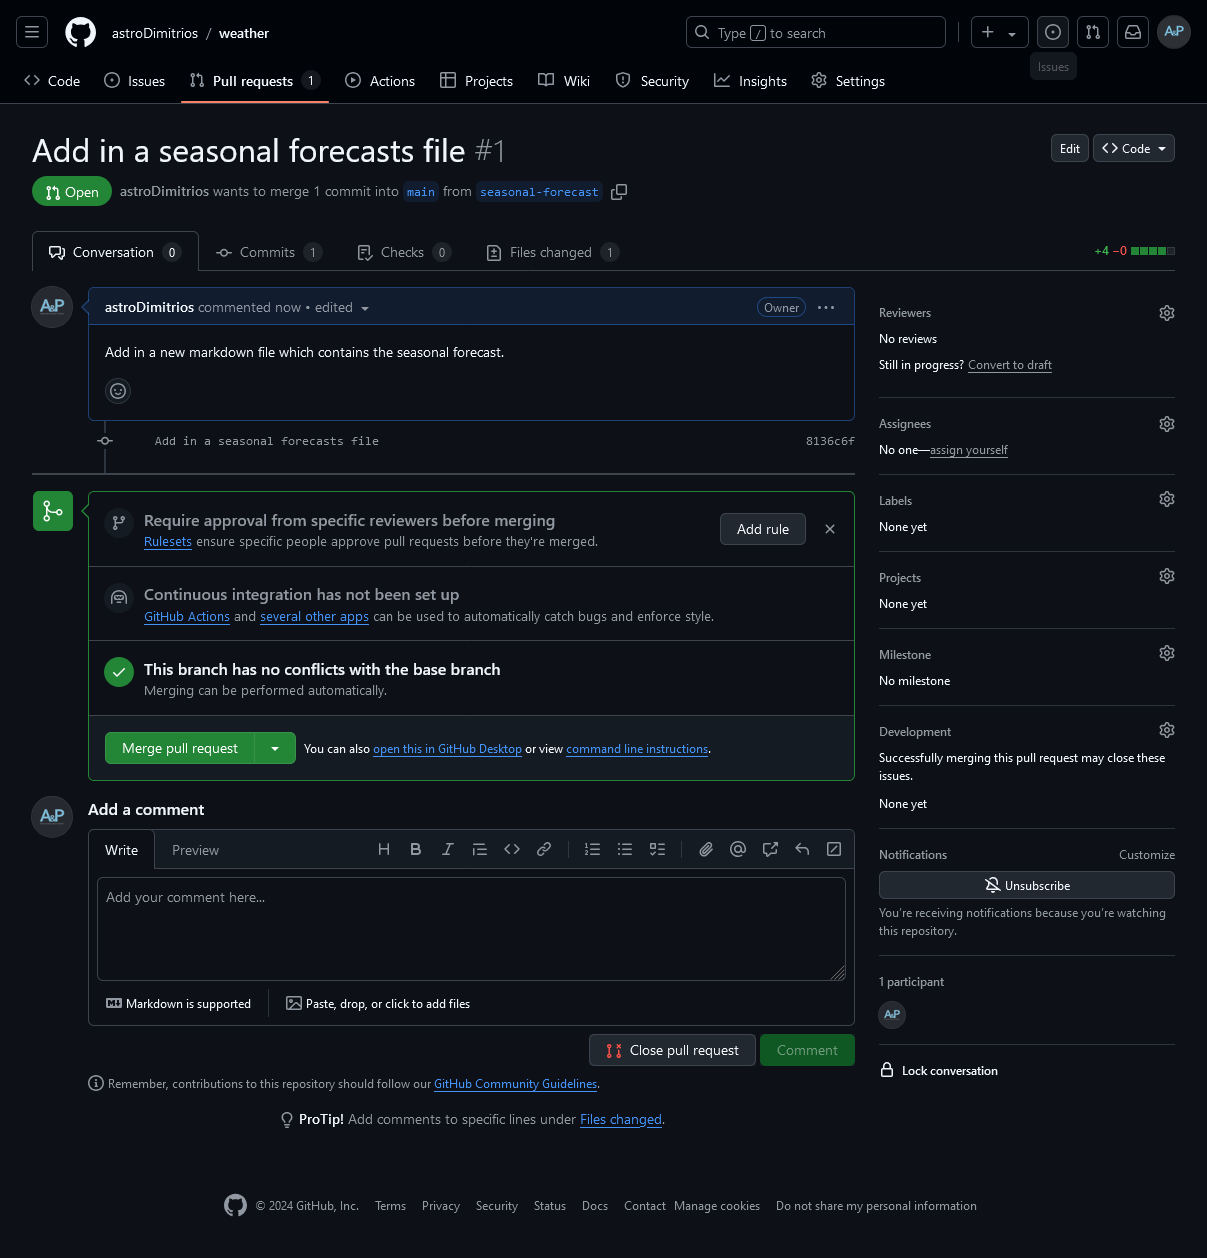 astroDimitrios / weather
Type / to search
A&P
Issues
Code
Issues
Pull requests 1
Actions
Projects
Wiki
Security
Insights
Settings
Add in a seasonal forecasts file #1
Edit
Code
Open
astroDimitrios wants to merge 1 commit into main from seasonal-forecast
Conversation 0
Commits 1
Checks 0
Files changed 1
+4 −0
A&P
astroDimitrios commented now • edited
Owner
Add in a new markdown file which contains the seasonal forecast.
Add in a seasonal forecasts file
8136c6f
Require approval from specific reviewers before merging
Rulesets ensure specific people approve pull requests before they're merged.
Add rule
Continuous integration has not been set up
GitHub Actions and several other apps can be used to automatically catch bugs and enforce style.
This branch has no conflicts with the base branch
Merging can be performed automatically.
Merge pull request
You can also open this in GitHub Desktop or view command line instructions.
A&P
Add a comment
Write
Preview
Add your comment here...
Markdown is supported
Paste, drop, or click to add files
Close pull request
Comment
Remember, contributions to this repository should follow our GitHub Community Guidelines.
ProTip! Add comments to specific lines under Files changed.
Reviewers
No reviews
Still in progress? Convert to draft
Assignees
No one—assign yourself
Labels
None yet
Projects
None yet
Milestone
No milestone
Development
Successfully merging this pull request may close these
issues.
None yet
Notifications
Customize
Unsubscribe
You're receiving notifications because you're watching
this repository.
1 participant
A&P
Lock conversation
© 2024 GitHub, Inc.
Terms
Privacy
Security
Status
Docs
Contact
Manage cookies
Do not share my personal information